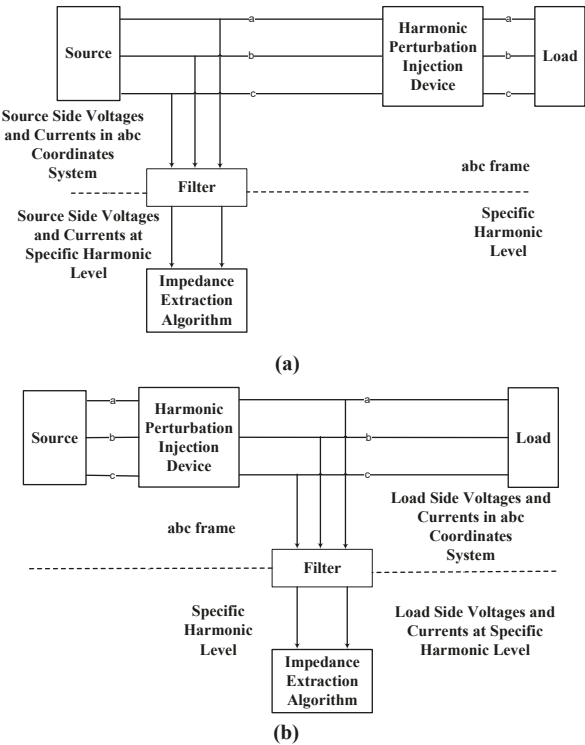 a
a
Source
b
Harmonic
Perturbation
Injection
Device
b
Load
c
c
Source Side Voltages
and Currents in abc
Coordinates
System
abc frame
Filter
Source Side Voltages
and Currents at
Specific Harmonic
Level
Specific
Harmonic
Level
Impedance
Extraction
Algorithm
(a)
a
a
Source
b
Harmonic
Perturbation
Injection
Device
b
Load
c
c
Load Side Voltages and
Currents in abc
Coordinates
System
abc frame
Filter
Specific
Harmonic
Level
Load Side Voltages and
Currents at Specific
Harmonic Level
Impedance
Extraction
Algorithm
(b)